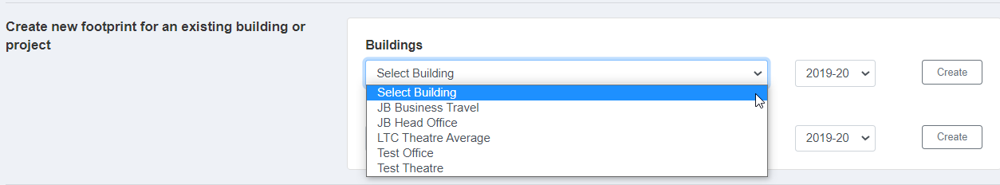 Create new footprint for an existing building or
project
Buildings
Select Building
2019-20
Create
Select Building
JB Business Travel
JB Head Office
LTC Theatre Average
Test Office
Test Theatre
2019-20
Create